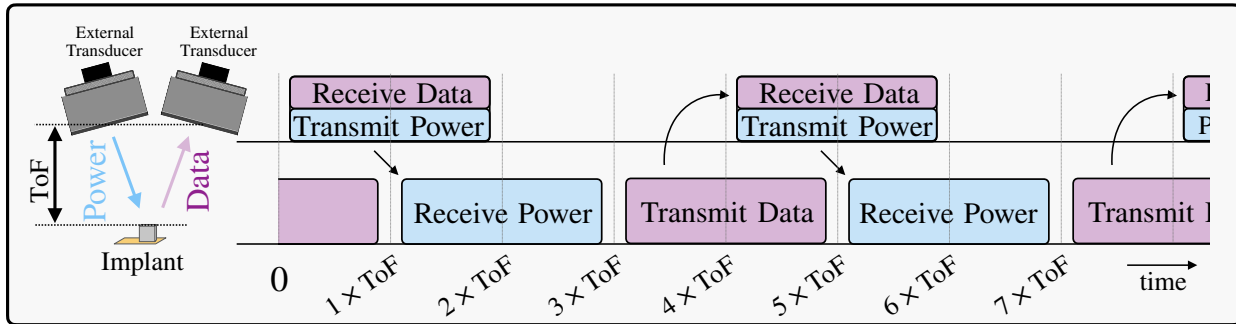 External
Transducer
External
Transducer
ToF
Power
Data
Implant
Receive Data
Transmit Power
Receive Data
Transmit Power
Receive Power
Transmit Data
Receive Power
Transmit
0
1 × ToF
2 × ToF
3 × ToF
4 × ToF
5 × ToF
6 × ToF
7 × ToF
time